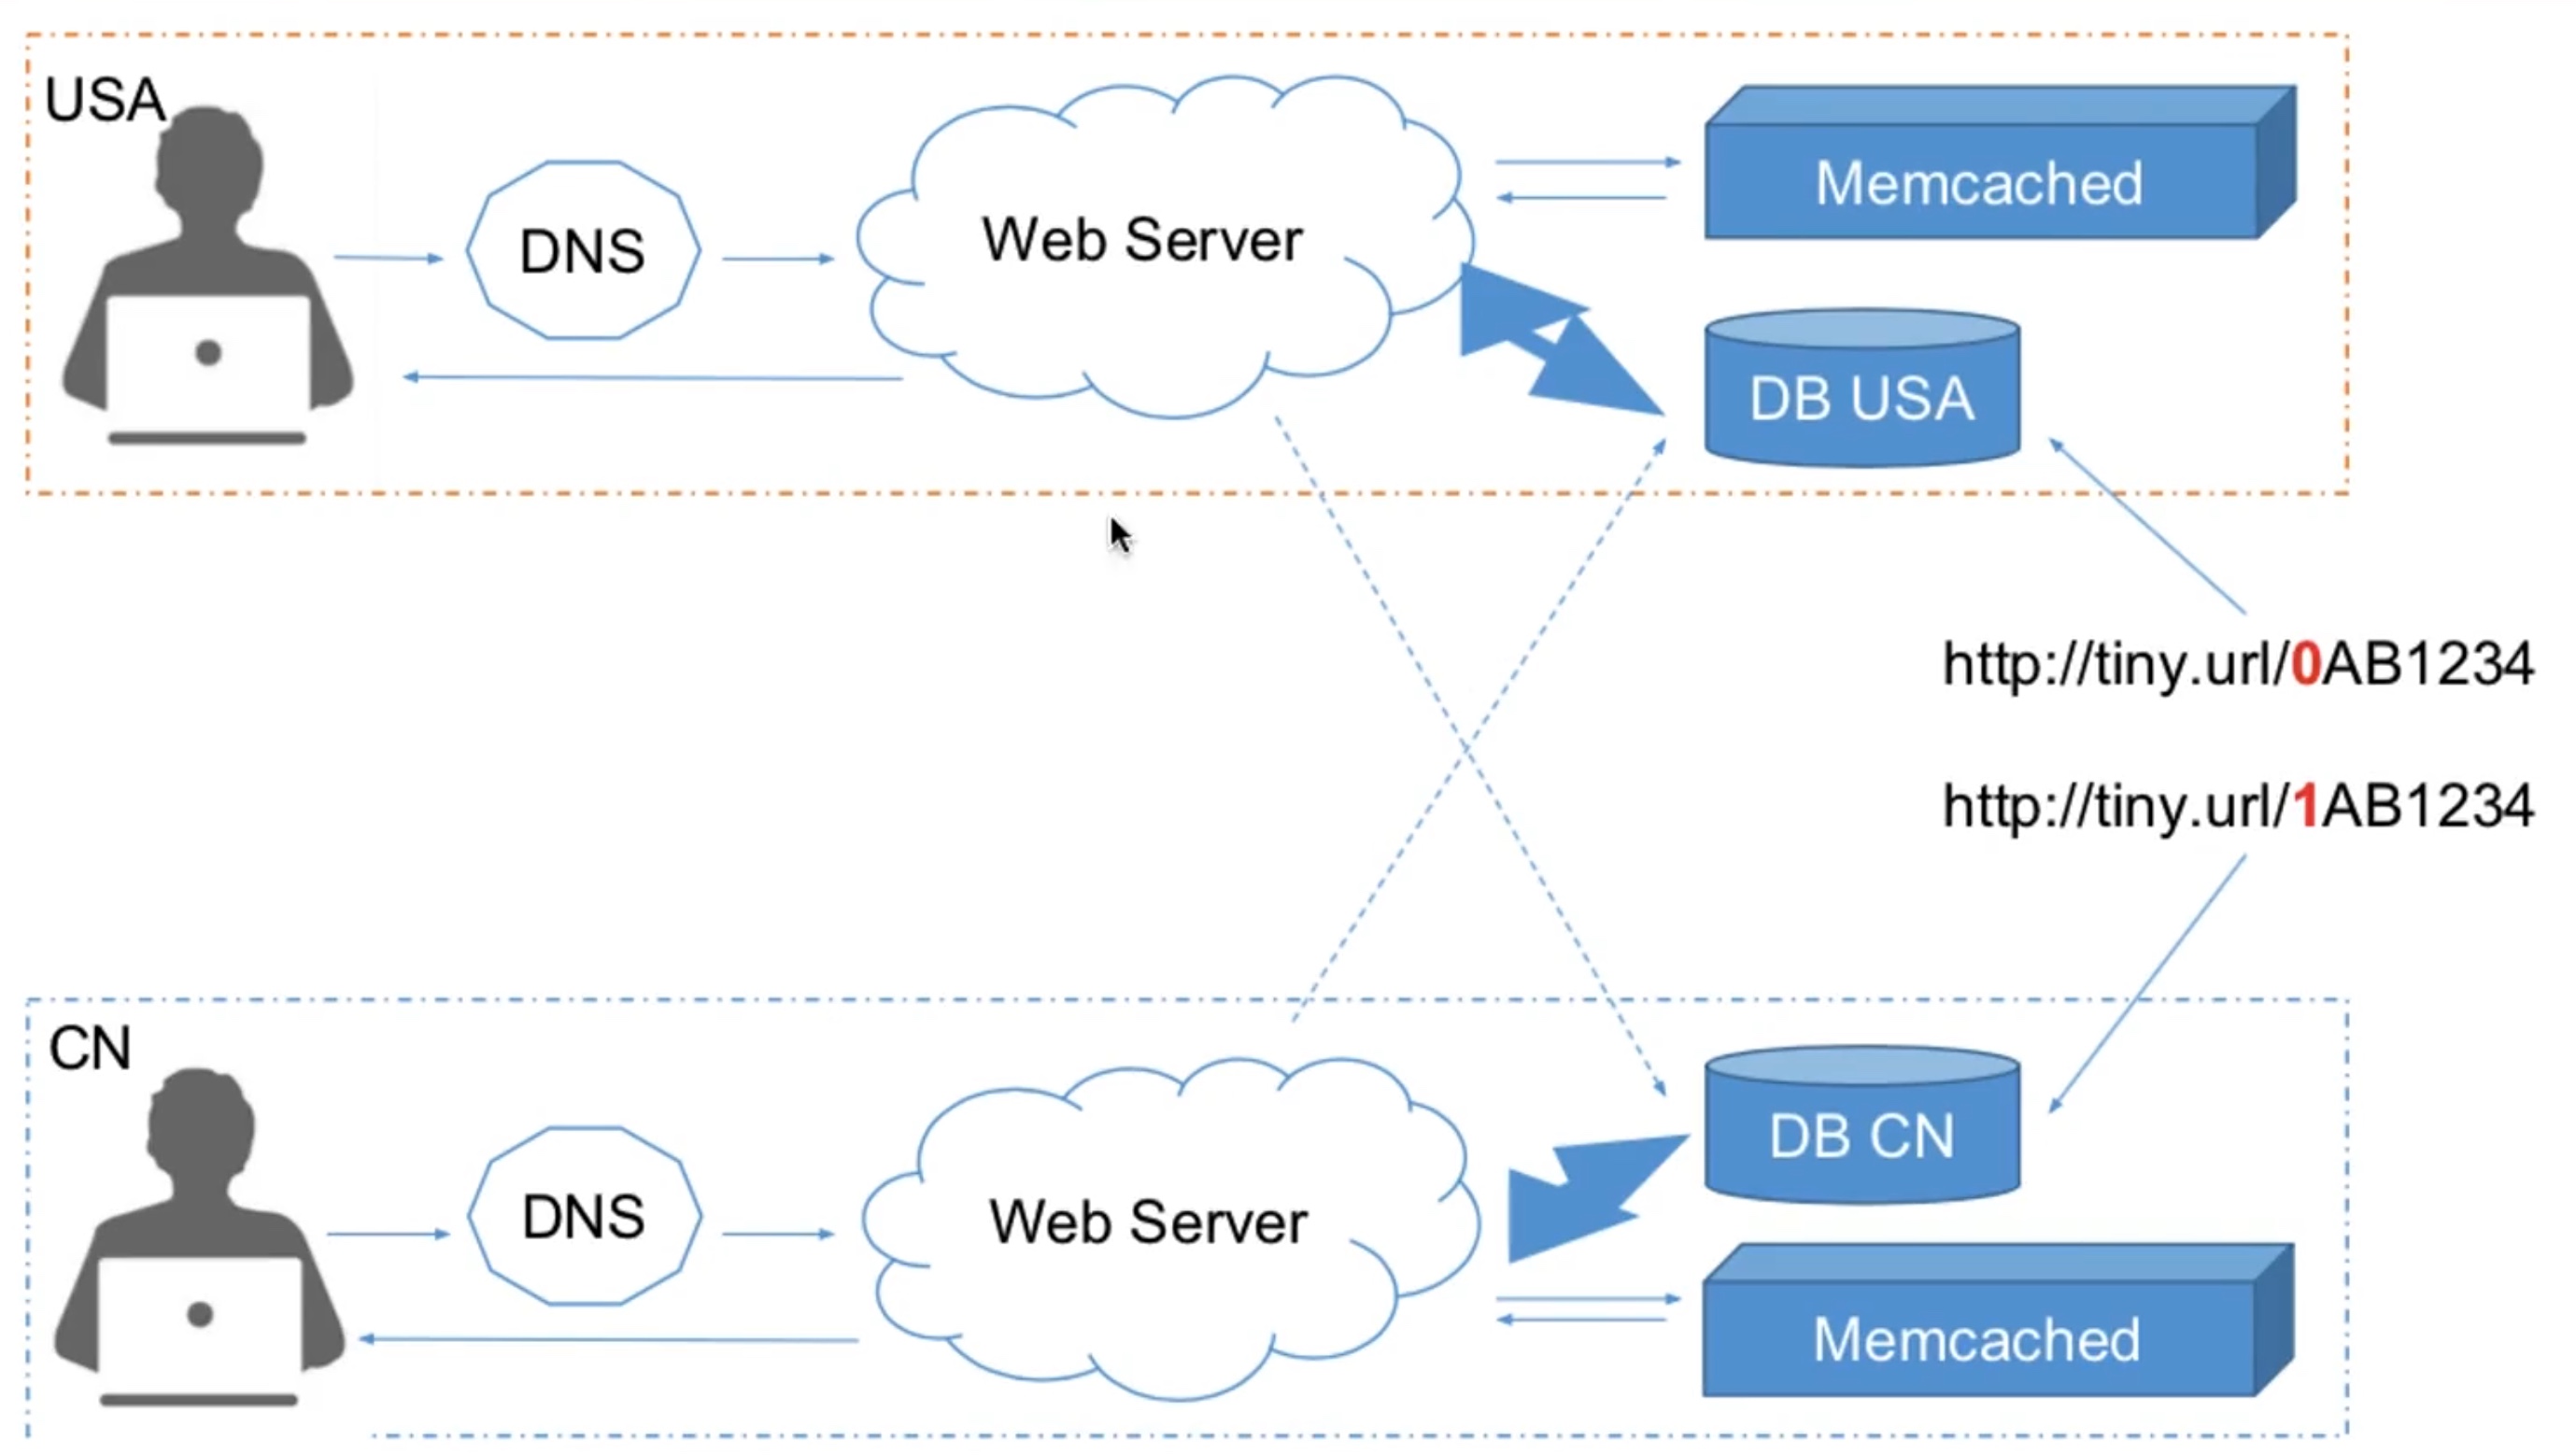 USA
DNS
Web Server
Memcached
DB USA
http://tiny.url/0AB1234
http://tiny.url/1AB1234
CN
DNS
Web Server
DB CN
Memcached